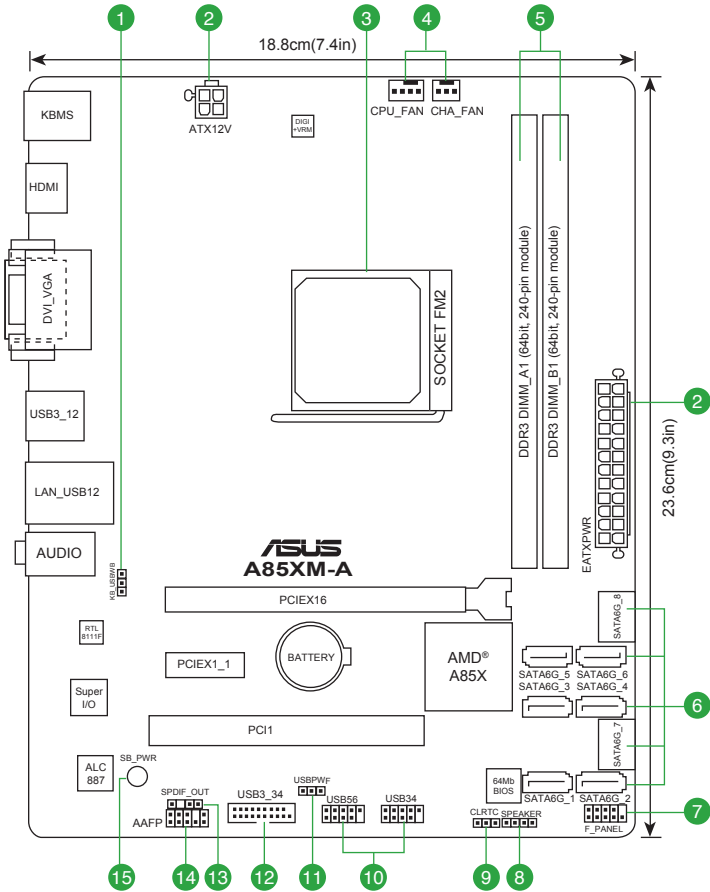 1
2
3
4
5
18.8cm(7.4in)
KBMS
ATX12V
DIGI
+VRM
CPU_FAN
CHA_FAN
HDMI
DVI_VGA
SOCKET FM2
DDR3 DIMM_A1 (64bit, 240-pin module)
DDR3 DIMM_B1 (64bit, 240-pin module)
2
23.6cm(9.3in)
USB3_12
LAN_USB12
EATXPWR
AUDIO
KB_USBWB
ASUS
A85XM-A
PCIEX16
SATA6G_8
RTL
8111F
PCIEX1_1
BATTERY
AMD®
A85X
SATA6G_5
SATA6G_6
SATA6G_3
SATA6G_4
Super
I/O
6
PCI1
SATA6G_7
ALC
887
SB_PWR
64Mb
BIOS
SATA6G_1
SATA6G_2
SPDIF_OUT
AAFP
USB3_34
USBPWF
USB56
USB34
CLRTC
SPEAKER
F_PANEL
7
15
14
13
12
11
10
9
8